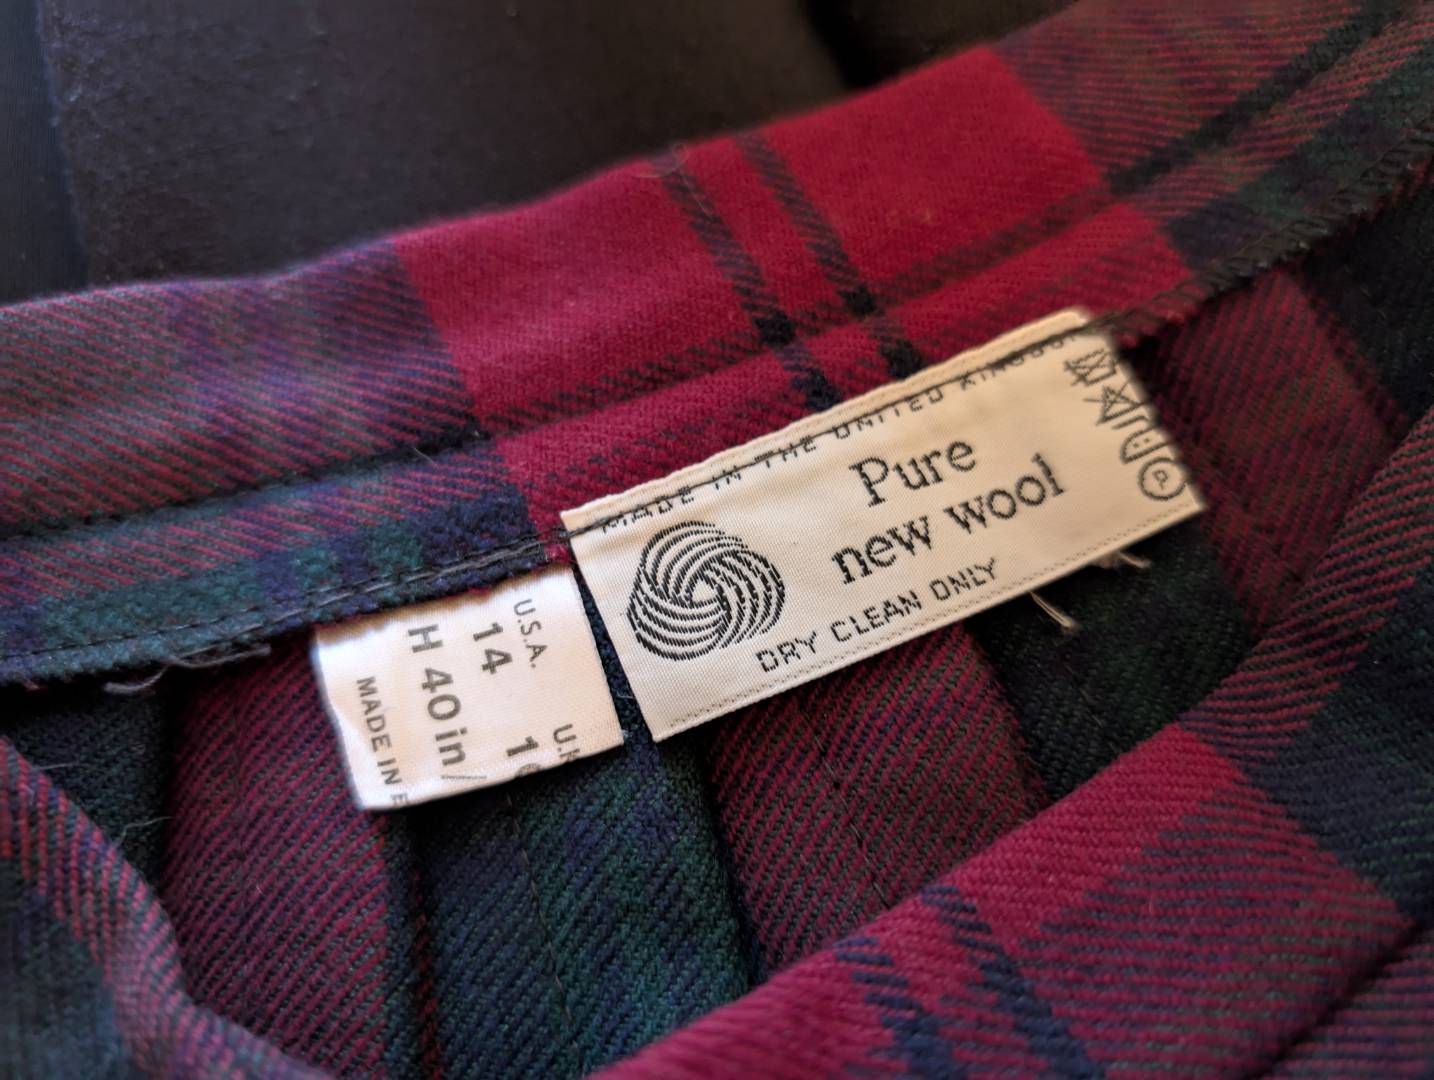 MADE IN THE UNITED KINGDOM
Pure
new wool
DRY CLEAN ONLY
P
U.S.A.
14
H 40 in
MADE IN